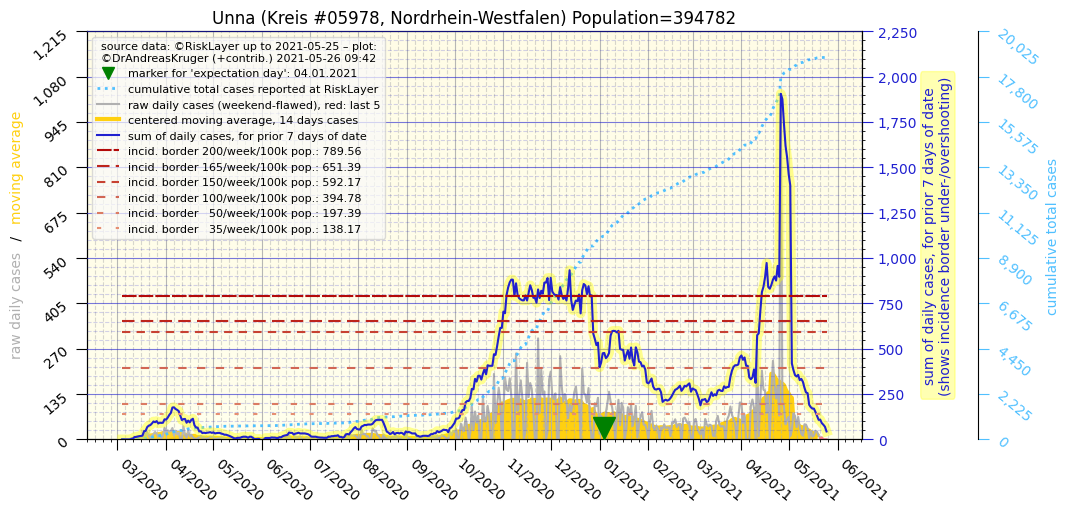 Unna (Kreis #05978, Nordrhein-Westfalen) Population=394782
source data: ©RiskLayer up to 2021-05-25 – plot:
©DrAndreasKruger (+contrib.) 2021-05-26 09:42
marker for 'expectation day': 04.01.2021
cumulative total cases reported at RiskLayer
raw daily cases (weekend-flawed), red: last 5
centered moving average, 14 days cases
sum of daily cases, for prior 7 days of date
incid. border 200/week/100k pop.: 789.56
incid. border 165/week/100k pop.: 651.39
incid. border 150/week/100k pop.: 592.17
incid. border 100/week/100k pop.: 394.78
incid. border 50/week/100k pop.: 197.39
incid. border 35/week/100k pop.: 138.17
raw daily cases / moving average
1,215
1,080
945
810
675
540
405
270
135
0
03/2020
04/2020
05/2020
06/2020
07/2020
08/2020
09/2020
10/2020
11/2020
12/2020
01/2021
02/2021
03/2021
04/2021
05/2021
06/2021
2,250
2,000
1,750
1,500
1,250
1,000
750
500
250
0
sum of daily cases, for prior 7 days of date
(shows incidence border under-/overshooting)
20,025
17,800
15,575
13,350
11,125
8,900
6,675
4,450
2,225
0
cumulative total cases